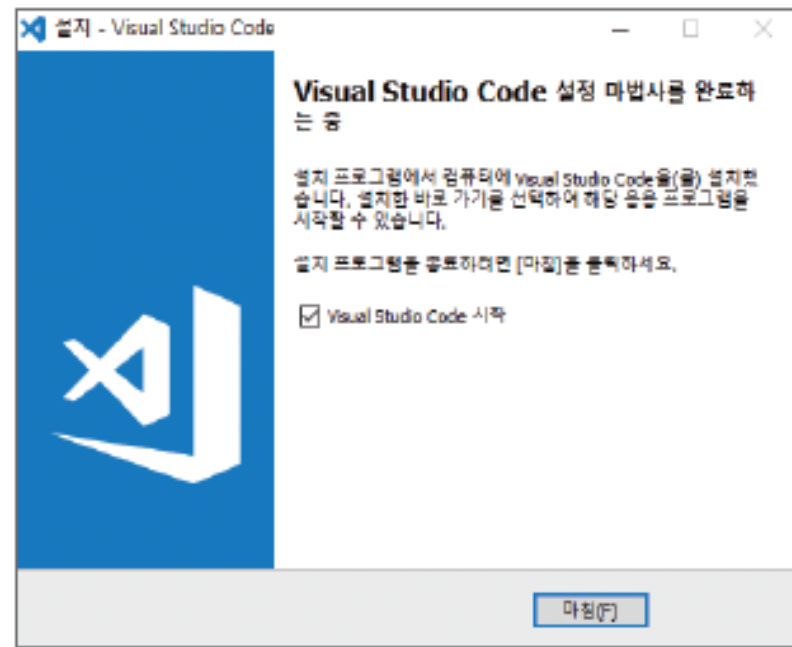 설치 - Visual Studio Code
Visual Studio Code 설정 마법사를 완료하
는 중
설치 프로그램에서 컴퓨터에 Visual Studio Code을(를) 설치했
습니다. 설치한 바로 가기를 선택하여 해당 응용 프로그램을
시작할 수 있습니다.
설치 프로그램을 종료하려면 [마침]을 클릭하세요.
Visual Studio Code 시작
마침(F)